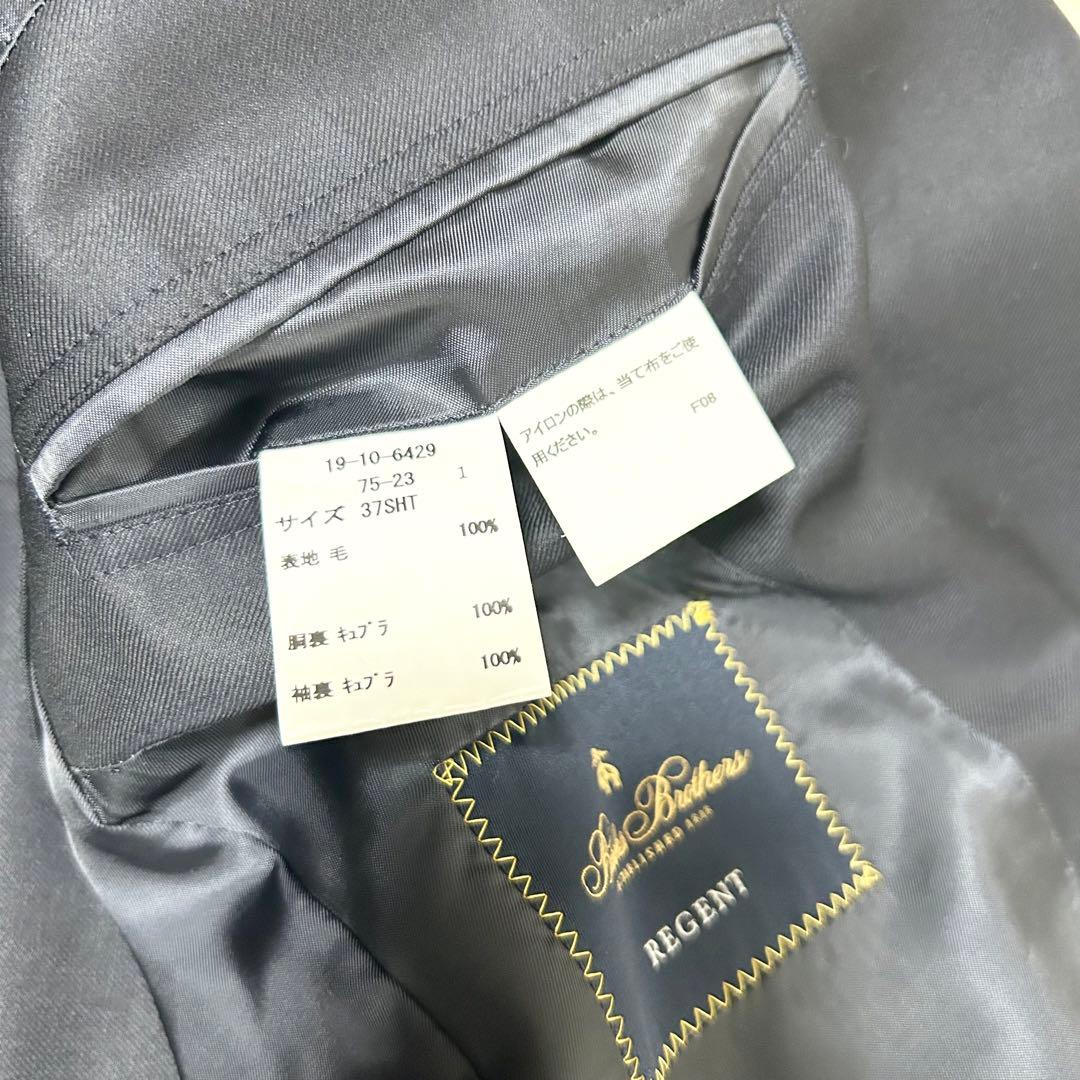 19-10-6429
75-23 1
サイズ 37SHT
表地 毛 100%
胴裏 ｷｭﾌﾟﾗ 100%
袖裏 ｷｭﾌﾟﾗ 100%
アイロンの際は、当て布をご使
用ください。
F08
Brooks Brothers
ESTABLISHED 1818
REGENT